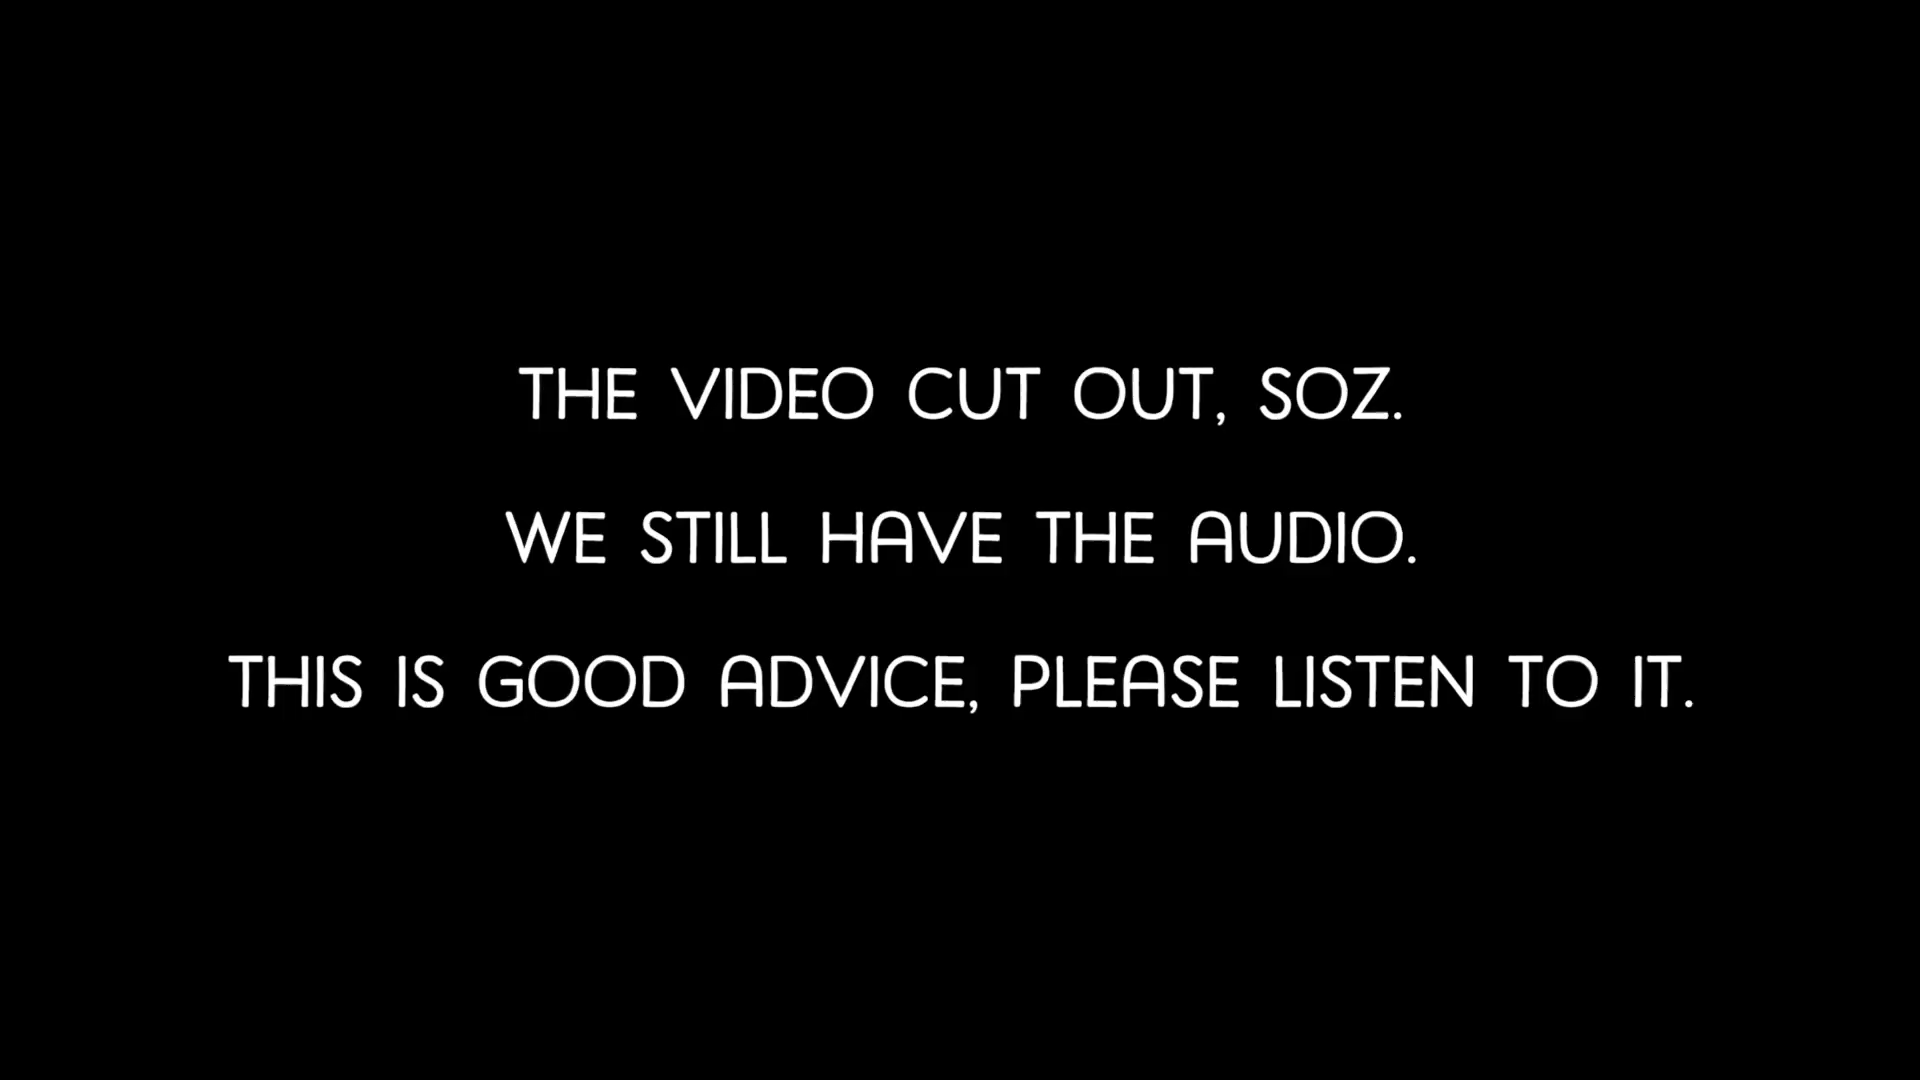 THE VIDEO CUT OUT, SOZ.
WE STILL HAVE THE AUDIO.
THIS IS GOOD ADVICE, PLEASE LISTEN TO IT.